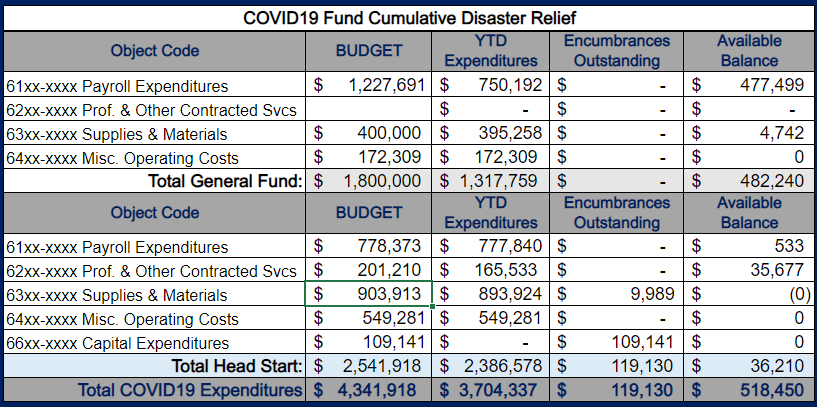 COVID19 Fund Cumulative Disaster Relief
Object Code BUDGET YTD Expenditures Encumbrances Outstanding Available Balance
61xx-xxxx Payroll Expenditures $ 1,227,691 $ 750,192 $ - $ 477,499
62xx-xxxx Prof. & Other Contracted Svcs $ - $ - $ -
63xx-xxxx Supplies & Materials $ 400,000 $ 395,258 $ - $ 4,742
64xx-xxxx Misc. Operating Costs $ 172,309 $ 172,309 $ - $ 0
Total General Fund: $ 1,800,000 $ 1,317,759 $ - $ 482,240
Object Code BUDGET YTD Expenditures Encumbrances Outstanding Available Balance
61xx-xxxx Payroll Expenditures $ 778,373 $ 777,840 $ - $ 533
62xx-xxxx Prof. & Other Contracted Svcs $ 201,210 $ 165,533 $ - $ 35,677
63xx-xxxx Supplies & Materials $ 903,913 $ 893,924 $ 9,989 $ (0)
64xx-xxxx Misc. Operating Costs $ 549,281 $ 549,281 $ - $ 0
66xx-xxxx Capital Expenditures $ 109,141 $ - $ 109,141 $ 0
Total Head Start: $ 2,541,918 $ 2,386,578 $ 119,130 $ 36,210
Total COVID19 Expenditures $ 4,341,918 $ 3,704,337 $ 119,130 $ 518,450